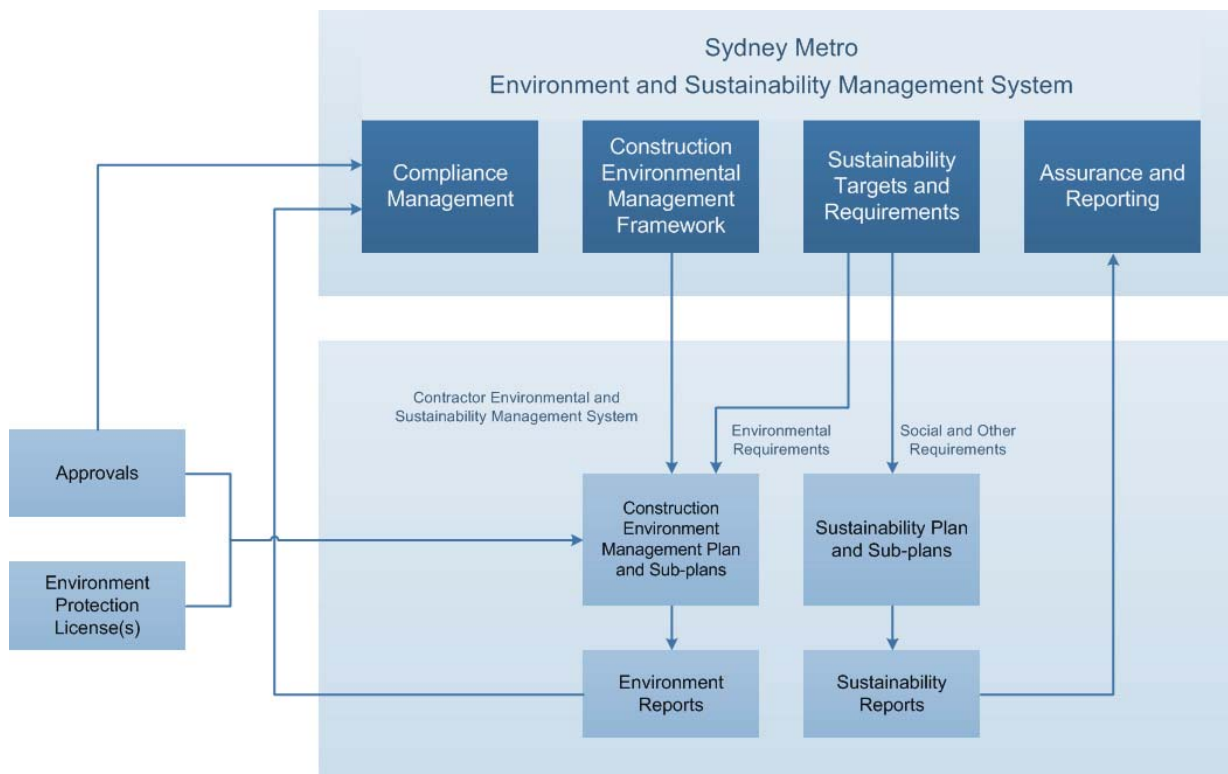 Sydney Metro
Environment and Sustainability Management System
Compliance
Management
Construction
Environmental
Management
Framework
Sustainability
Targets and
Requirements
Assurance and
Reporting
Contractor Environmental and
Sustainability Management System
Environmental
Requirements
Social and Other
Requirements
Approvals
Environment
Protection
License(s)
Construction
Environment
Management Plan
and Sub-plans
Sustainability Plan
and Sub-plans
Environment
Reports
Sustainability
Reports